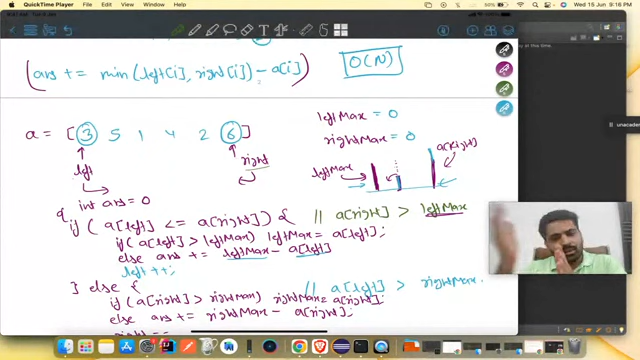 QuickTime Player File Edit View Window Help
Wed 15 Jun 9:16 PM
(ans += min (left[i], right[i]) - a[i])
O(N)
a = [ 3 5 1 4 2 6 ]
leftMax = 0
rightMax = 0
left
right
leftMax
a[right]
int ans = 0
if ( a[left] <= a[right] ) { // a[right] > leftMax
if ( a[left] > leftMax) leftMax = a[left];
else ans += leftMax - a[left]
left ++;
} else { // a[left] > rightMax.
if ( a[right] > rightMax) rightMax = a[right];
else ans += rightMax - a[right];